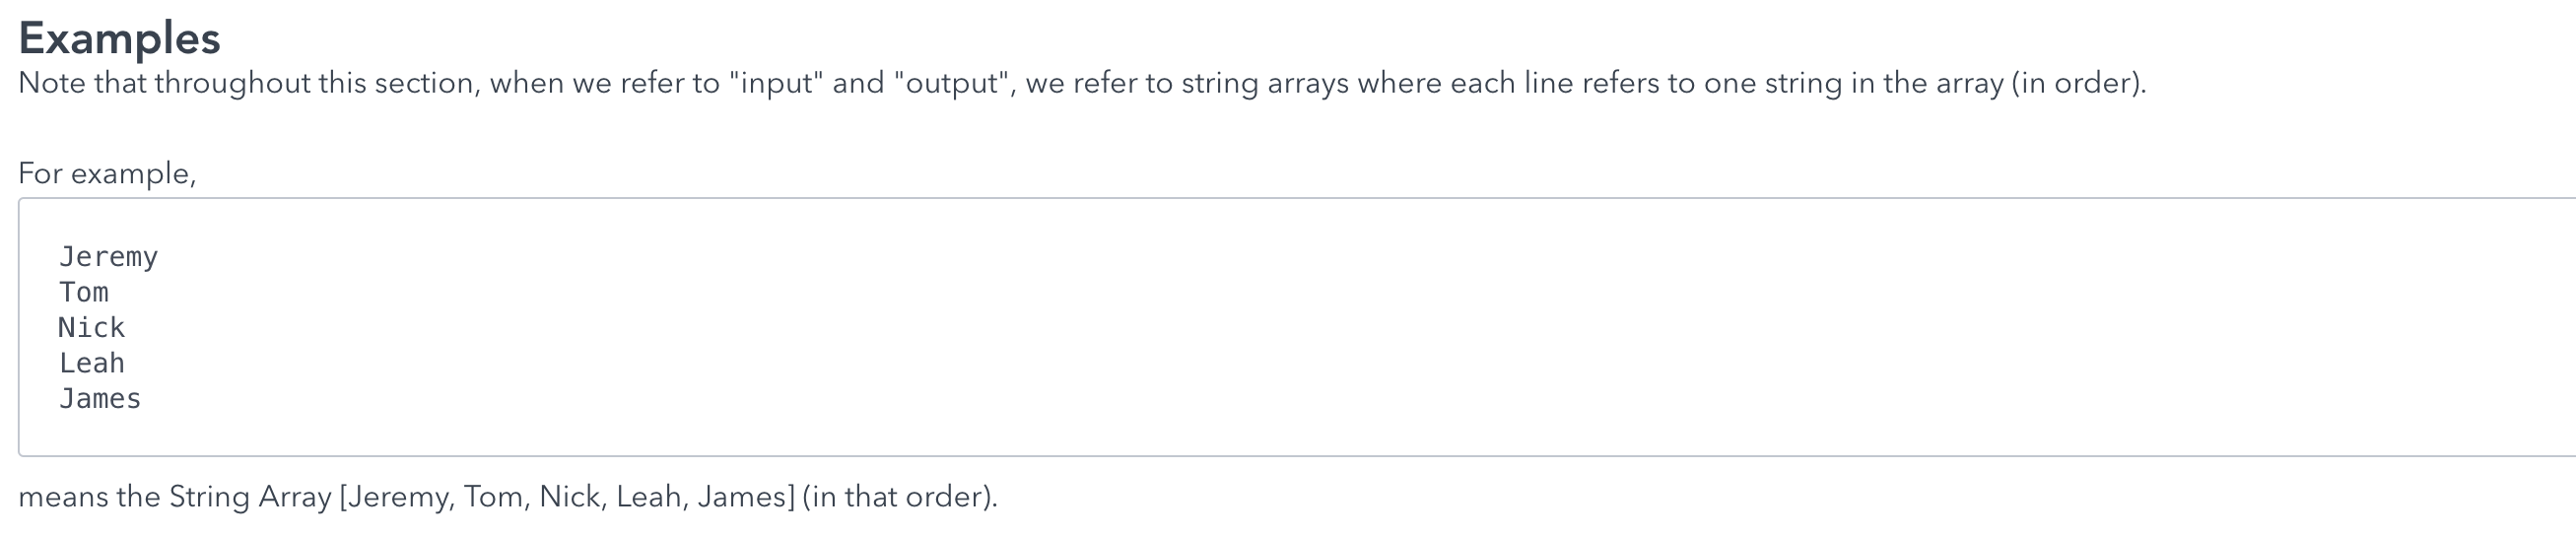 Examples
Note that throughout this section, when we refer to "input" and "output", we refer to string arrays where each line refers to one string in the array (in order).
For example,
Jeremy
Tom
Nick
Leah
James
means the String Array [Jeremy, Tom, Nick, Leah, James] (in that order).